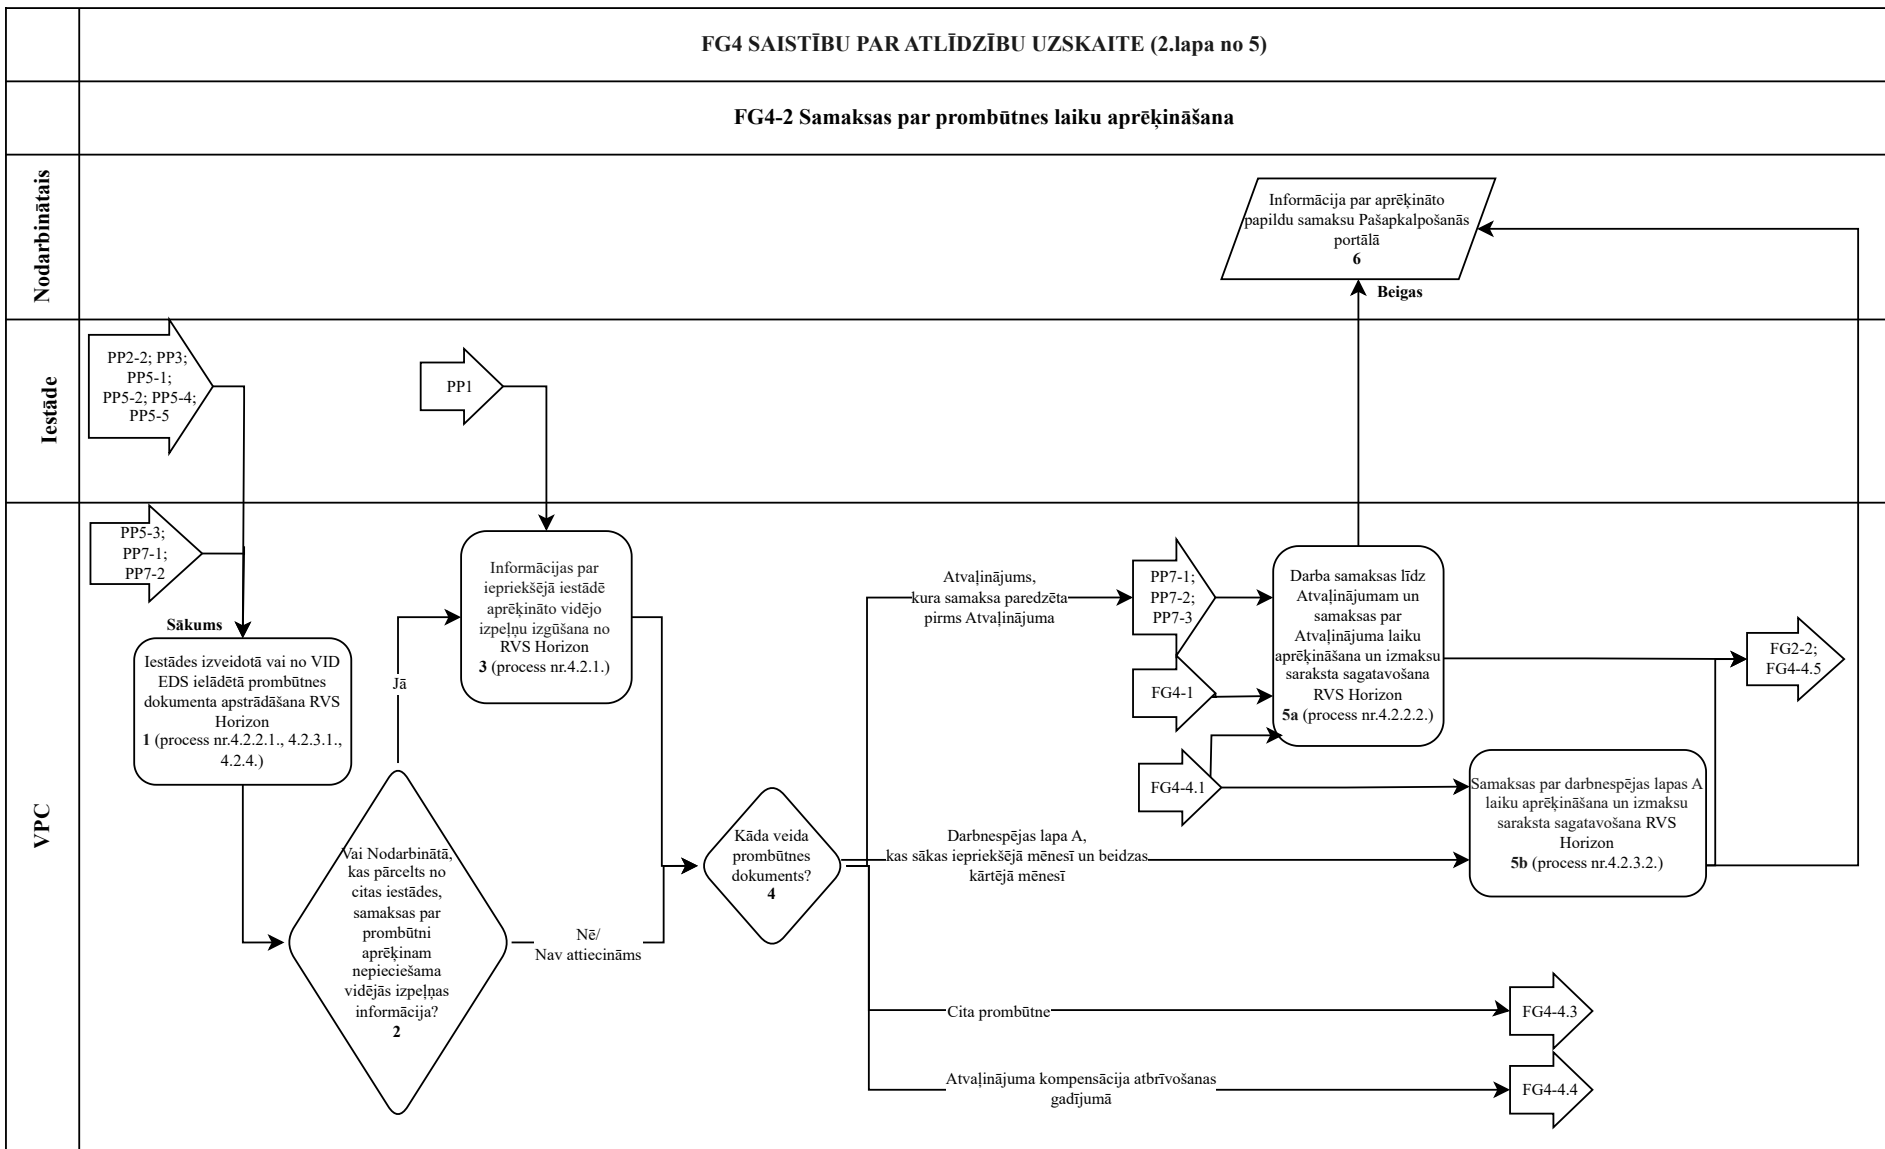 FG4 SAISTĪBU PAR ATLĪDZĪBU UZSKAITE (2.lapa no 5)
FG4-2 Samaksas par prombūtnes laiku aprēķināšana
Nodarbinātais
Informācija par aprēķināto
papildu samaksu Pašapkalpošanās
portālā
6
Beigas
Iestāde
PP2-2; PP3;
PP5-1;
PP5-2; PP5-4;
PP5-5
PP1
VPC
PP5-3;
PP7-1;
PP7-2
Sākums
Iestādes izveidotā vai no VID
EDS ielādētā prombūtnes
dokumenta apstrādāšana RVS
Horizon
1 (process nr.4.2.2.1., 4.2.3.1.,
4.2.4.)
Vai Nodarbinātā,
kas pārcelts no
citas iestādes,
samaksas par
prombūtni
aprēķinam
nepieciešama
vidējās izpeļņas
informācija?
2
Jā
Nē/
Nav attiecināms
Informācijas par
iepriekšējā iestādē
aprēķināto vidējo
izpeļņu izgūšana no
RVS Horizon
3 (process nr.4.2.1.)
Kāda veida
prombūtnes
dokuments?
4
Atvaļinājums,
kura samaksa paredzēta
pirms Atvaļinājuma
PP7-1;
PP7-2;
PP7-3
FG4-1
FG4-4.1
Darba samaksas līdz
Atvaļinājumam un
samaksas par
Atvaļinājuma laiku
aprēķināšana un izmaksu
saraksta sagatavošana
RVS Horizon
5a (process nr.4.2.2.2.)
FG2-2;
FG4-4.5
Darbnespējas lapa A,
kas sākas iepriekšējā mēnesī un beidzas
kārtējā mēnesī
Samaksas par darbnespējas lapas A
laiku aprēķināšana un izmaksu
saraksta sagatavošana RVS
Horizon
5b (process nr.4.2.3.2.)
Cita prombūtne
FG4-4.3
Atvaļinājuma kompensācija atbrīvošanas
gadījumā
FG4-4.4